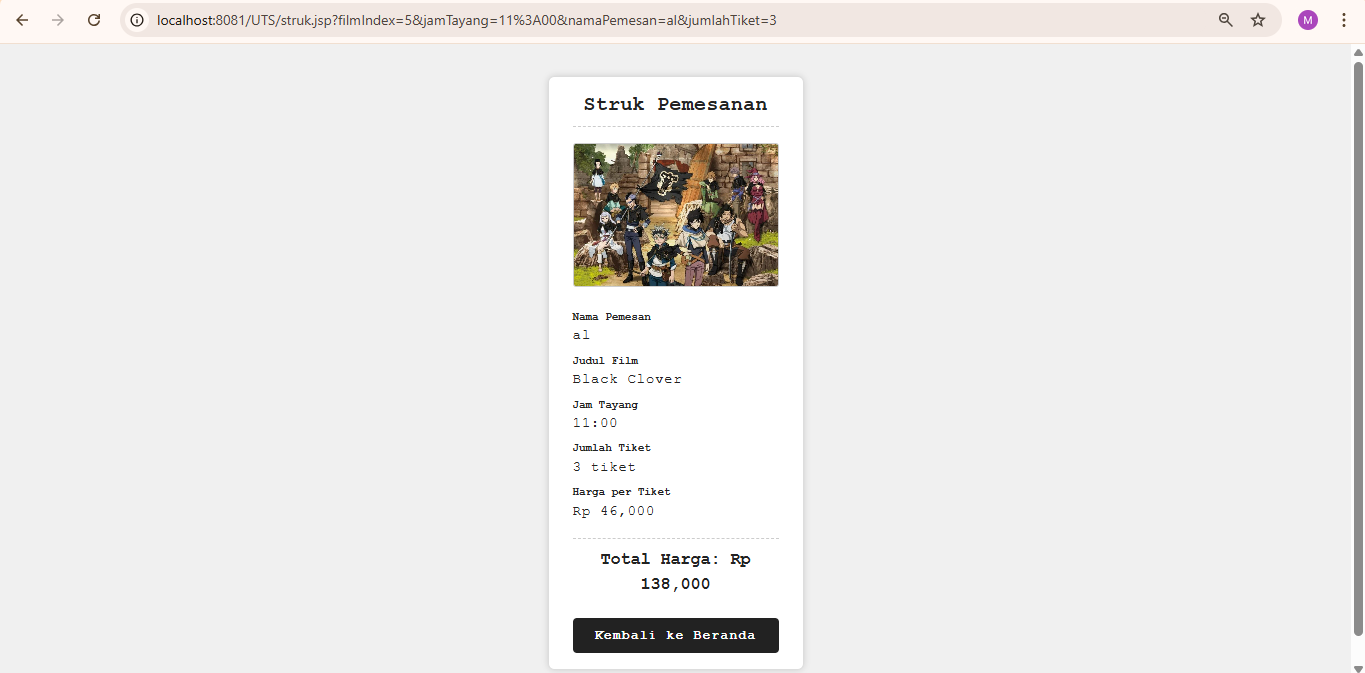 localhost:8081/UTS/struk.jsp?filmIndex=5&jamTayang=11%3A00&namaPemesan=al&jumlahTiket=3
M
Struk Pemesanan
Nama Pemesan
al
Judul Film
Black Clover
Jam Tayang
11:00
Jumlah Tiket
3 tiket
Harga per Tiket
Rp 46,000
Total Harga: Rp
138,000
Kembali ke Beranda